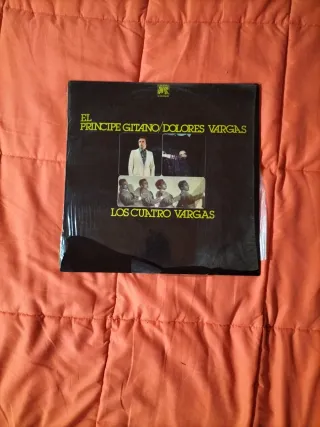 EL
PRINCIPE GITANO/DOLORES VARGAS
LOS CUATRO VARGAS